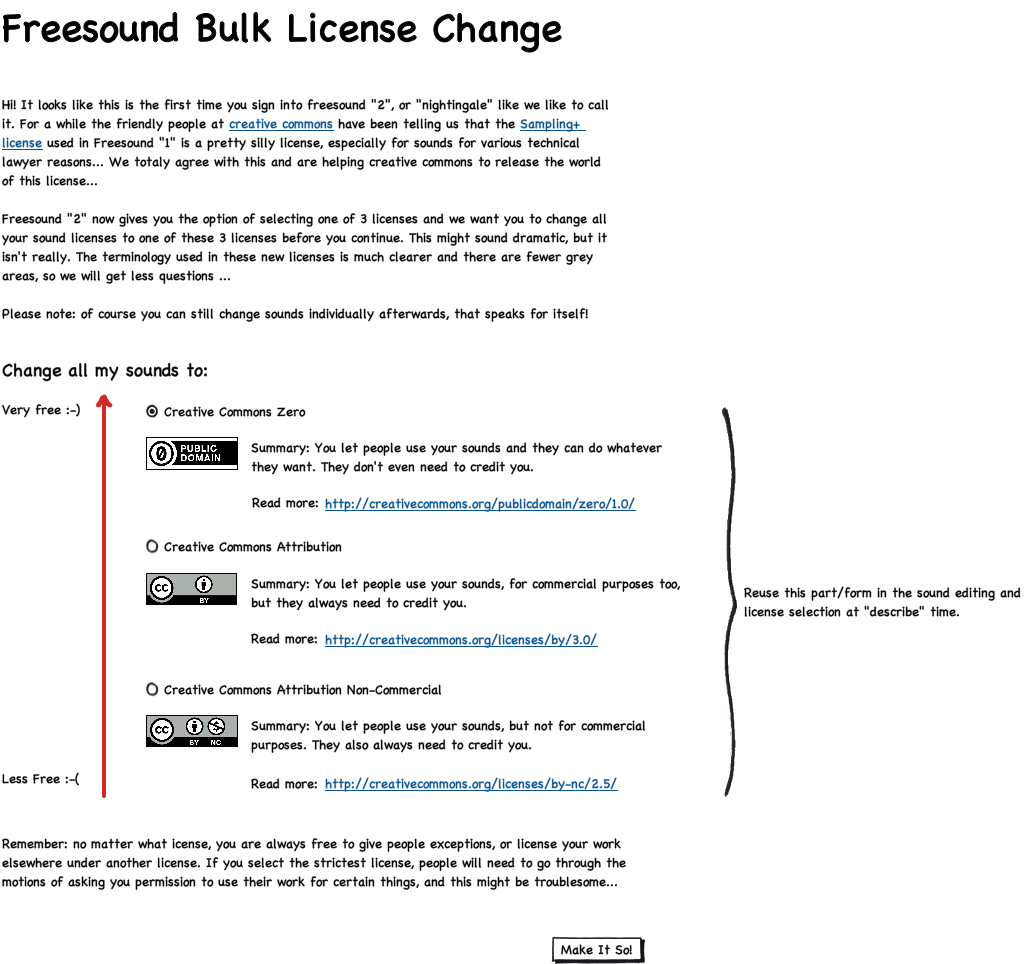 Freesound Bulk License Change
Hi! It looks like this is the first time you sign into freesound "2", or "nightingale" like we like to call
it. For a while the friendly people at creative commons have been telling us that the Sampling+
license used in Freesound "1" is a pretty silly license, especially for sounds for various technical
lawyer reasons... We totaly agree with this and are helping creative commons to release the world
of this license...
Freesound "2" now gives you the option of selecting one of 3 licenses and we want you to change all
your sound licenses to one of these 3 licenses before you continue. This might sound dramatic, but it
isn't really. The terminology used in these new licenses is much clearer and there are fewer grey
areas, so we will get less questions ...
Please note: of course you can still change sounds individually afterwards, that speaks for itself!
Change all my sounds to:
Very free :-)
Creative Commons Zero
0 PUBLIC
DOMAIN
Summary: You let people use your sounds and they can do whatever
they want. They don't even need to credit you.
Read more: http://creativecommons.org/publicdomain/zero/1.0/
Creative Commons Attribution
cc
BY
Summary: You let people use your sounds, for commercial purposes too,
but they always need to credit you.
Read more: http://creativecommons.org/licenses/by/3.0/
Reuse this part/form in the sound editing and
license selection at "describe" time.
Creative Commons Attribution Non-Commercial
cc $
BY NC
Summary: You let people use your sounds, but not for commercial
purposes. They also always need to credit you.
Read more: http://creativecommons.org/licenses/by-nc/2.5/
Less Free :-(
Remember: no matter what icense, you are always free to give people exceptions, or license your work
elsewhere under another license. If you select the strictest license, people will need to go through the
motions of asking you permission to use their work for certain things, and this might be troublesome...
Make It So!